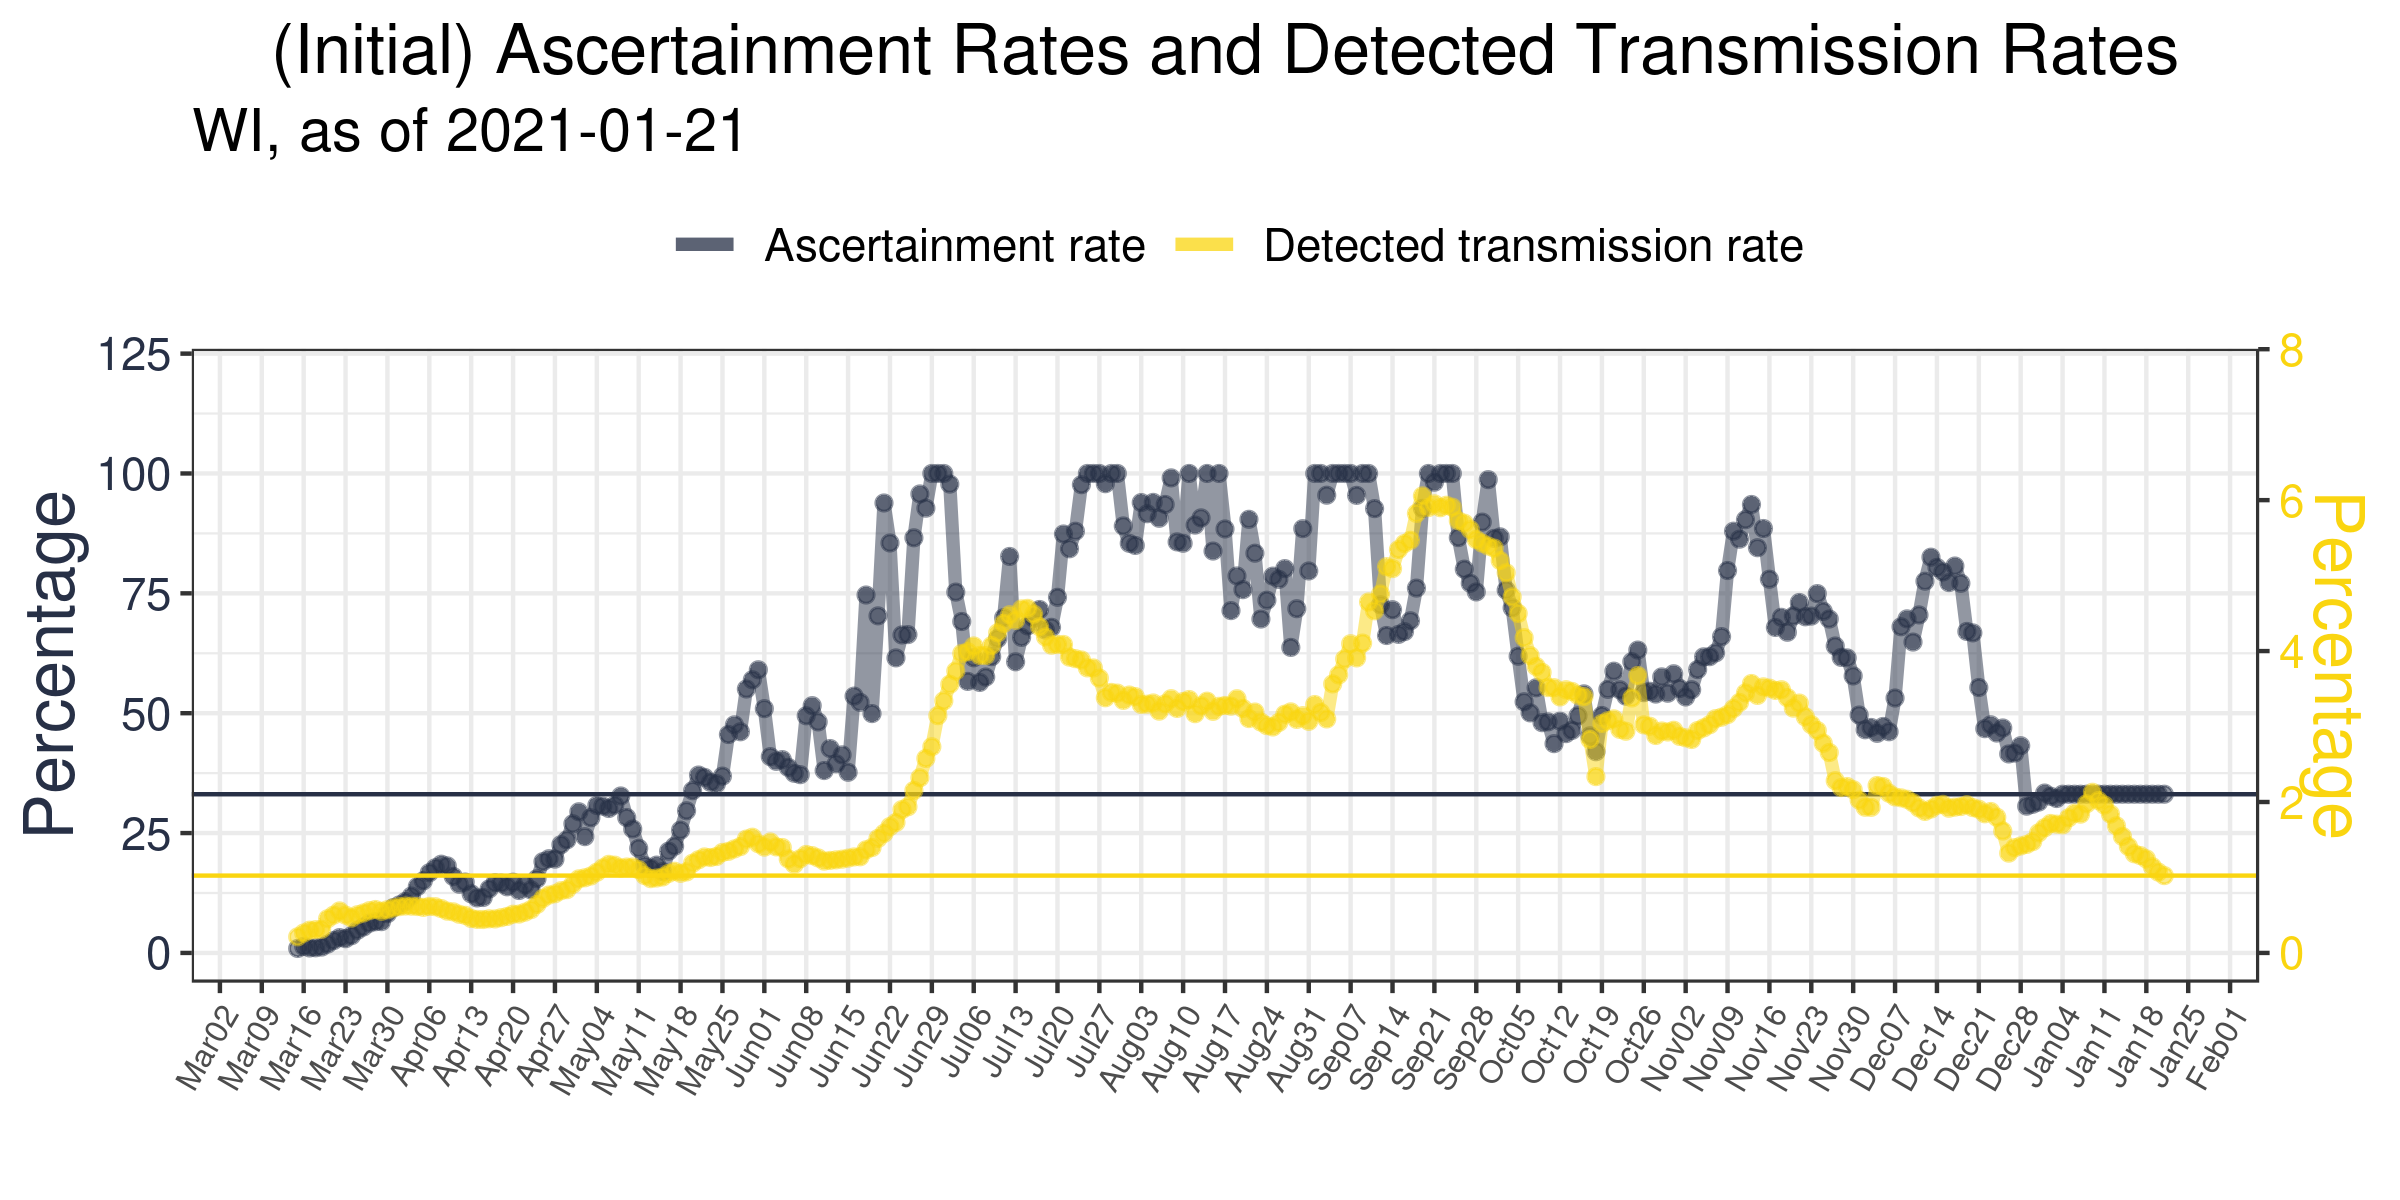 (Initial) Ascertainment Rates and Detected Transmission Rates
WI, as of 2021-01-21
Ascertainment rate
Detected transmission rate
Percentage
125
100
75
50
25
0
8
6
4
2
0
Percentage
Mar02
Mar09
Mar16
Mar23
Mar30
Apr06
Apr13
Apr20
Apr27
May04
May11
May18
May25
Jun01
Jun08
Jun15
Jun22
Jun29
Jul06
Jul13
Jul20
Jul27
Aug03
Aug10
Aug17
Aug24
Aug31
Sep07
Sep14
Sep21
Sep28
Oct05
Oct12
Oct19
Oct26
Nov02
Nov09
Nov16
Nov23
Nov30
Dec07
Dec14
Dec21
Dec28
Jan04
Jan11
Jan18
Jan25
Feb01